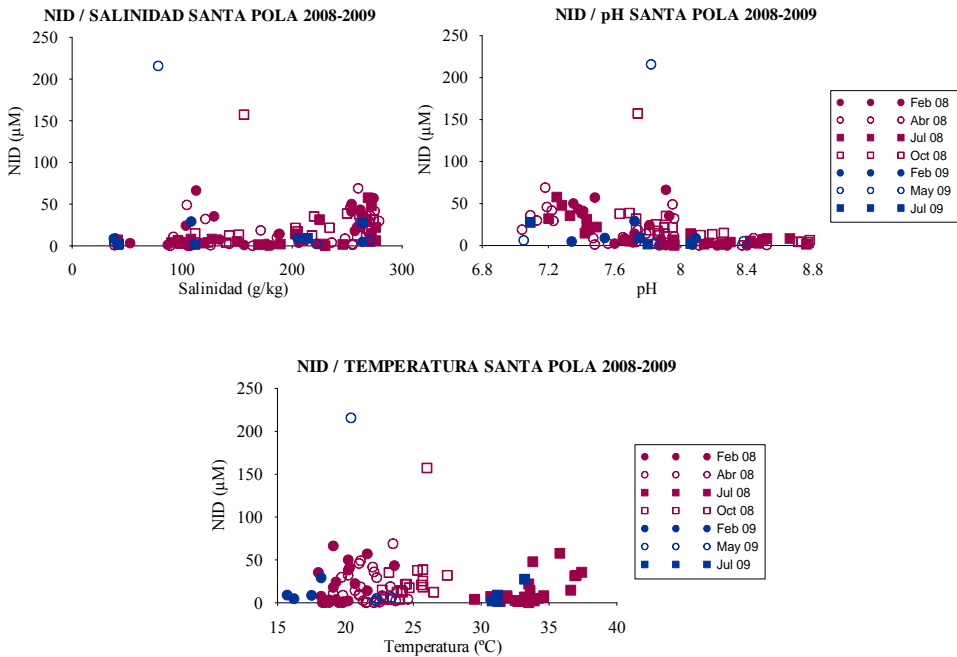 NID / SALINIDAD SANTA POLA 2008-2009
250
200
150
100
50
0
NID (µM)
0 100 200 300
Salinidad (g/kg)
NID / pH SANTA POLA 2008-2009
250
200
150
100
50
0
NID (µM)
6.8 7.2 7.6 8 8.4 8.8
pH
Feb 08
Abr 08
Jul 08
Oct 08
Feb 09
May 09
Jul 09
NID / TEMPERATURA SANTA POLA 2008-2009
250
200
150
100
50
0
NID (µM)
15 20 25 30 35 40
Temperatura (ºC)
Feb 08
Abr 08
Jul 08
Oct 08
Feb 09
May 09
Jul 09